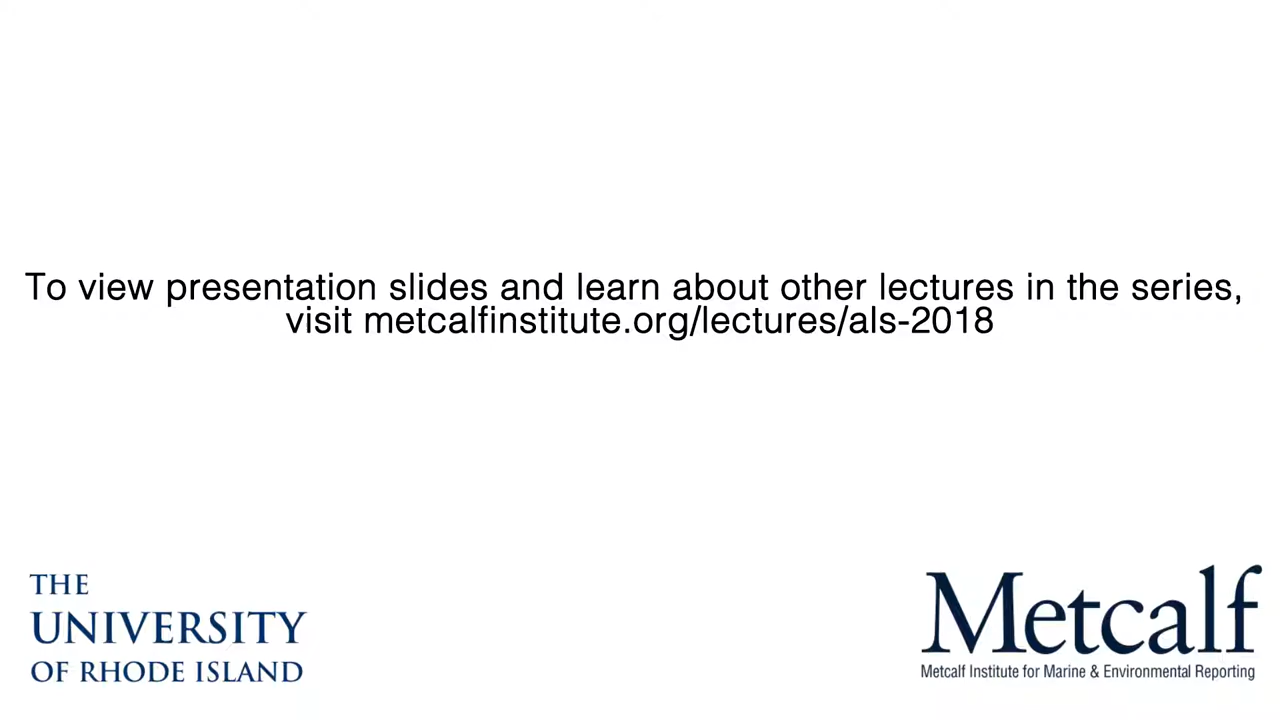 To view presentation slides and learn about other lectures in the series,
visit metcalfinstitute.org/lectures/als-2018
THE
UNIVERSITY
OF RHODE ISLAND
Metcalf
Metcalf Institute for Marine & Environmental Reporting